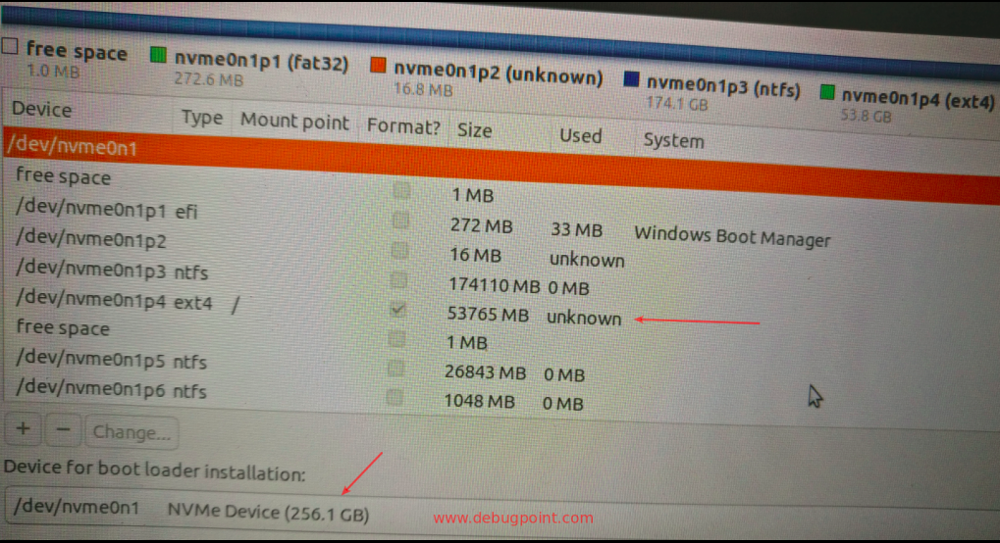 free space nvme0n1p1 (fat32) nvme0n1p2 (unknown) nvme0n1p3 (ntfs) nvme0n1p4 (ext4)
1.0 MB 272.6 MB 16.8 MB 174.1 GB 53.8 GB
Device Type Mount point Format? Size Used System
/dev/nvme0n1
free space 1 MB
/dev/nvme0n1p1 efi 272 MB 33 MB Windows Boot Manager
/dev/nvme0n1p2 16 MB unknown
/dev/nvme0n1p3 ntfs 174110 MB 0 MB
/dev/nvme0n1p4 ext4 / 53765 MB unknown
free space 1 MB
/dev/nvme0n1p5 ntfs 26843 MB 0 MB
/dev/nvme0n1p6 ntfs 1048 MB 0 MB
+ − Change...
Device for boot loader installation:
/dev/nvme0n1 NVMe Device (256.1 GB)
www.debugpoint.com